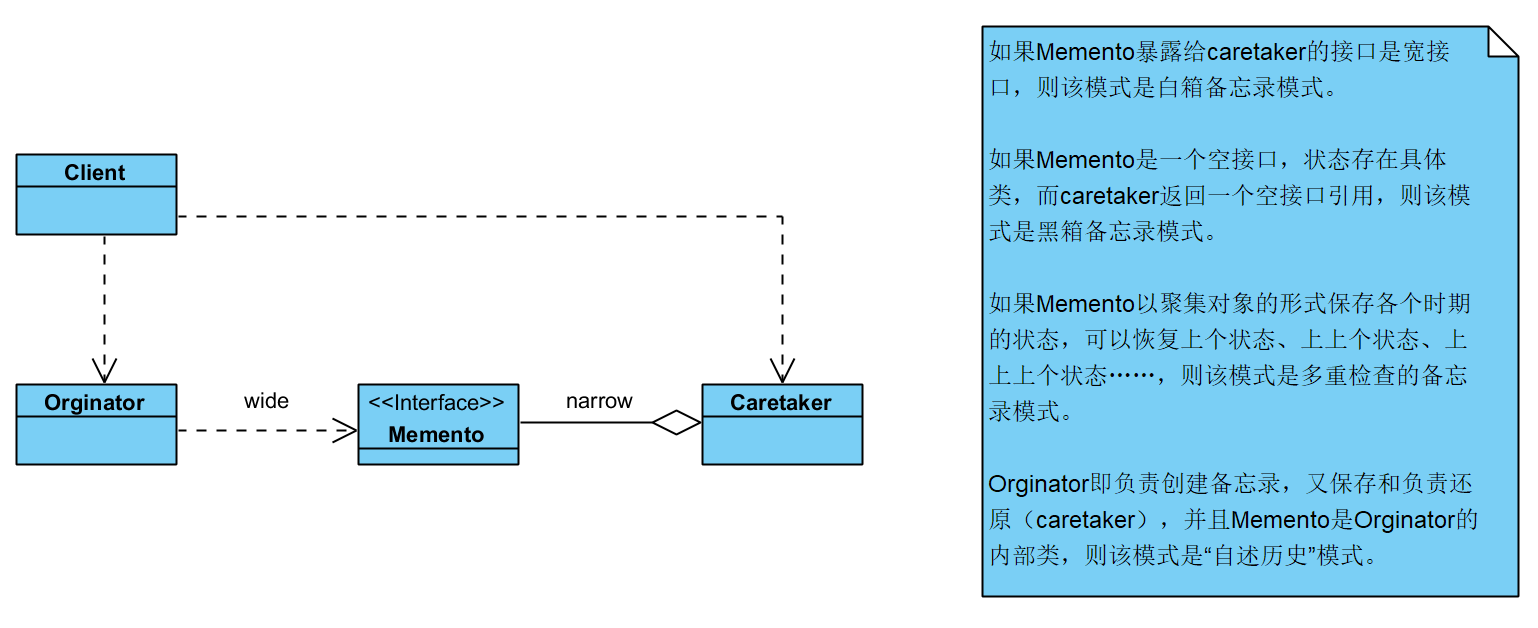 Client
Orginator
wide
<<Interface>>
Memento
narrow
Caretaker
如果Memento暴露给caretaker的接口是宽接
口，则该模式是白箱备忘录模式。
如果Memento是一个空接口，状态存在具体
类，而caretaker返回一个空接口引用，则该模
式是黑箱备忘录模式。
如果Memento以聚集对象的形式保存各个时期
的状态，可以恢复上个状态、上上个状态、上
上上个状态……，则该模式是多重检查的备忘
录模式。
Orginator即负责创建备忘录，又保存和负责还
原（caretaker），并且Memento是Orginator的
内部类，则该模式是“自述历史”模式。